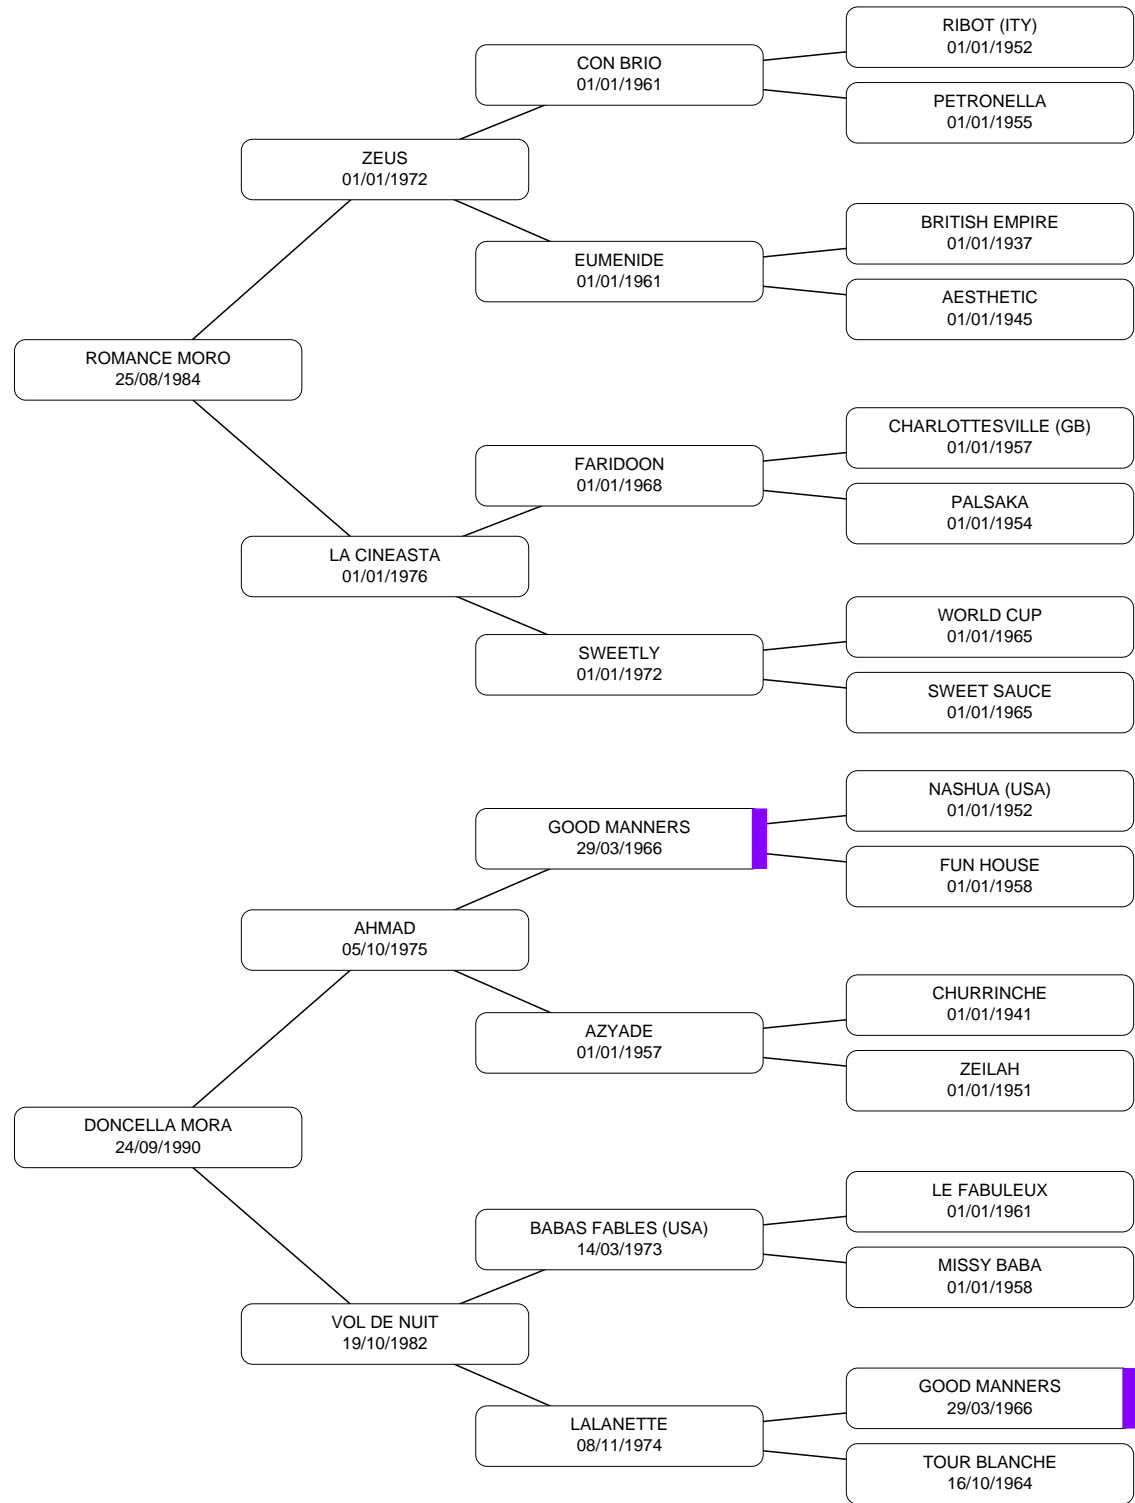 RIBOT (ITY)
01/01/1952
CON BRIO
01/01/1961
PETRONELLA
01/01/1955
ZEUS
01/01/1972
BRITISH EMPIRE
01/01/1937
EUMENIDE
01/01/1961
AESTHETIC
01/01/1945
ROMANCE MORO
25/08/1984
CHARLOTTESVILLE (GB)
01/01/1957
FARIDOON
01/01/1968
PALSAKA
01/01/1954
LA CINEASTA
01/01/1976
WORLD CUP
01/01/1965
SWEETLY
01/01/1972
SWEET SAUCE
01/01/1965
NASHUA (USA)
01/01/1952
GOOD MANNERS
29/03/1966
FUN HOUSE
01/01/1958
AHMAD
05/10/1975
CHURRINCHE
01/01/1941
AZYADE
01/01/1957
ZEILAH
01/01/1951
DONCELLA MORA
24/09/1990
LE FABULEUX
01/01/1961
BABAS FABLES (USA)
14/03/1973
MISSY BABA
01/01/1958
VOL DE NUIT
19/10/1982
GOOD MANNERS
29/03/1966
LALANETTE
08/11/1974
TOUR BLANCHE
16/10/1964